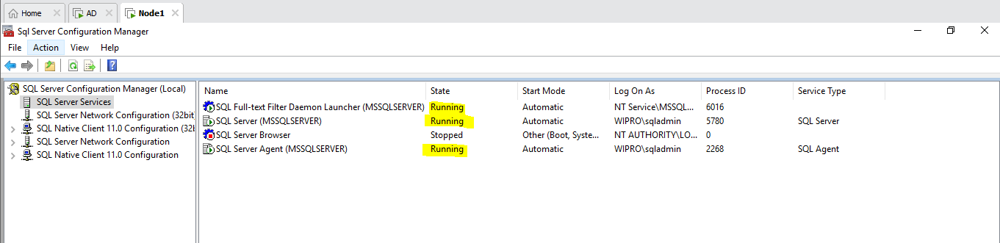 Home AD Node1
Sql Server Configuration Manager
File Action View Help
SQL Server Configuration Manager (Local)
SQL Server Services
SQL Server Network Configuration (32bit
SQL Native Client 11.0 Configuration (32b
SQL Server Network Configuration
SQL Native Client 11.0 Configuration
Name State Start Mode Log On As Process ID Service Type
SQL Full-text Filter Daemon Launcher (MSSQLSERVER) Running Automatic NT Service\MSSQL... 6016
SQL Server (MSSQLSERVER) Running Automatic WIPRO\sqladmin 5780 SQL Server
SQL Server Browser Stopped Other (Boot, Syste... NT AUTHORITY\LO... 0
SQL Server Agent (MSSQLSERVER) Running Automatic WIPRO\sqladmin 2268 SQL Agent